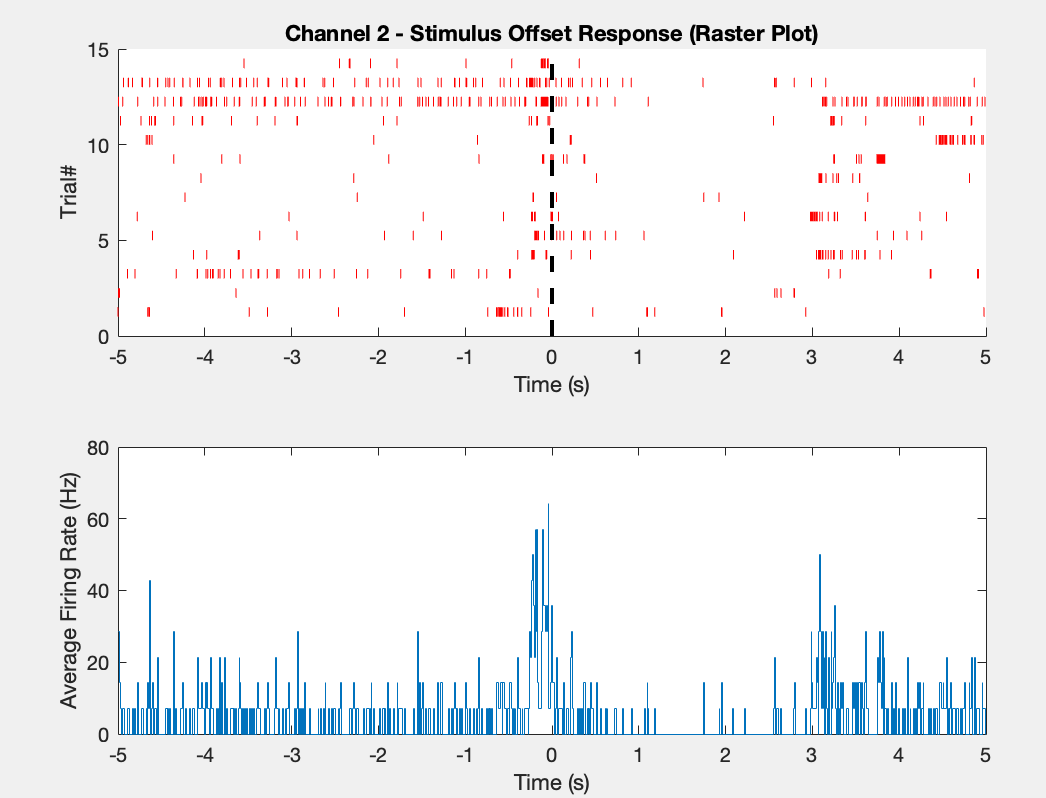 Channel 2 - Stimulus Offset Response (Raster Plot)
15
10
5
0
Trial#
-5 -4 -3 -2 -1 0 1 2 3 4 5
Time (s)
80
60
40
20
0
Average Firing Rate (Hz)
-5 -4 -3 -2 -1 0 1 2 3 4 5
Time (s)